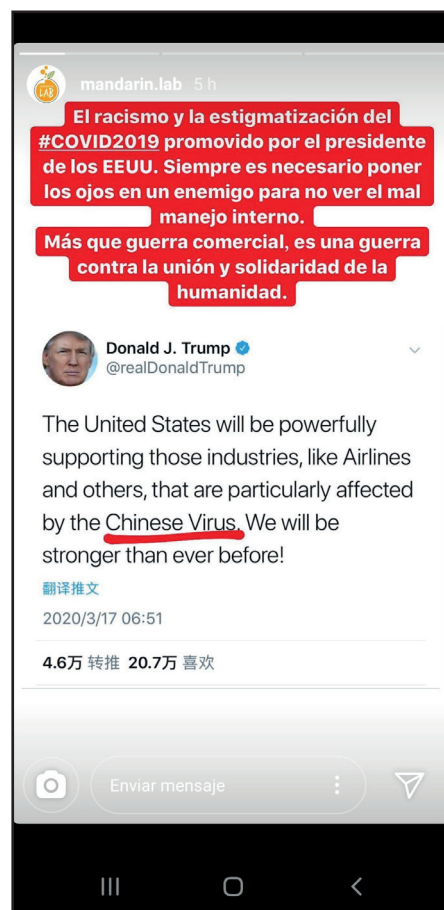 LAB
mandarin.lab 5 h
El racismo y la estigmatización del
#COVID2019 promovido por el presidente
de los EEUU. Siempre es necesario poner
los ojos en un enemigo para no ver el mal
manejo interno.
Más que guerra comercial, es una guerra
contra la unión y solidaridad de la
humanidad.
Donald J. Trump
@realDonaldTrump
The United States will be powerfully
supporting those industries, like Airlines
and others, that are particularly affected
by the Chinese Virus. We will be
stronger than ever before!
翻译推文
2020/3/17 06:51
4.6万 转推 20.7万 喜欢
Enviar mensaje